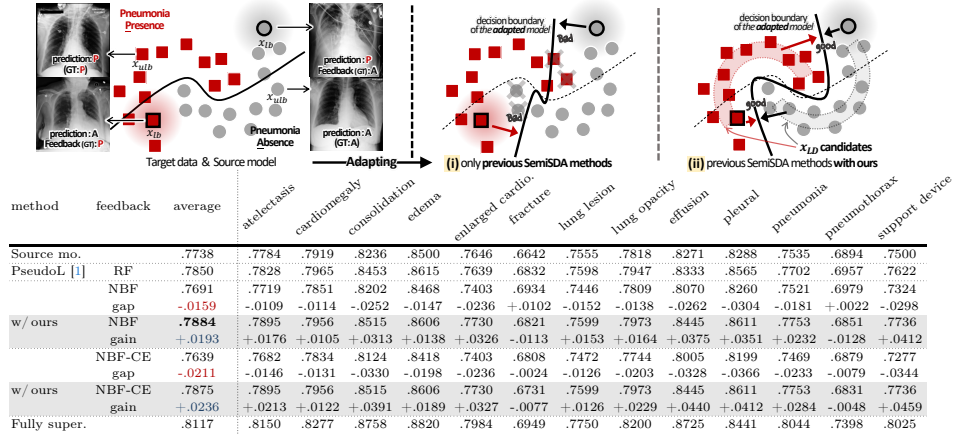 Pneumonia
Presence
x_lb
prediction: P
(GT: P)
x_ulb
prediction : P
Feedback (GT) : A
prediction : A
Feedback(GT): P
x_lb
x_ulb
Pneumonia
Absence
prediction : A
(GT : A)
Target data & Source model
Adapting
decision boundary
of the adapted model
Bad
Bad
(i) only previous SemiSDA methods
decision boundary
of the adapted model
good
good
x_LD candidates
(ii) previous SemiSDA methods with ours
method feedback average atelectasis cardiomegaly consolidation edema enlarged cardio. fracture lung lesion lung opacity effusion pleural pneumonia pneumothorax support device
Source mo. .7738 .7784 .7919 .8236 .8500 .7646 .6642 .7555 .7818 .8271 .8288 .7535 .6894 .7500
PseudoL [1] RF .7850 .7828 .7965 .8453 .8615 .7639 .6832 .7598 .7947 .8333 .8565 .7702 .6957 .7622
NBF .7691 .7719 .7851 .8202 .8468 .7403 .6934 .7446 .7809 .8070 .8260 .7521 .6979 .7324
gap -.0159 -.0109 -.0114 -.0252 -.0147 -.0236 +.0102 -.0152 -.0138 -.0262 -.0304 -.0181 +.0022 -.0298
w/ ours NBF .7884 .7895 .7956 .8515 .8606 .7730 .6821 .7599 .7973 .8445 .8611 .7753 .6851 .7736
gain +.0193 +.0176 +.0105 +.0313 +.0138 +.0326 -.0113 +.0153 +.0164 +.0375 +.0351 +.0232 -.0128 +.0412
NBF-CE .7639 .7682 .7834 .8124 .8418 .7403 .6808 .7472 .7744 .8005 .8199 .7469 .6879 .7277
gap -.0211 -.0146 -.0131 -.0330 -.0198 -.0236 -.0024 -.0126 -.0203 -.0328 -.0366 -.0233 -.0079 -.0344
w/ ours NBF-CE .7875 .7895 .7956 .8515 .8606 .7730 .6731 .7599 .7973 .8445 .8611 .7753 .6831 .7736
gain +.0236 +.0213 +.0122 +.0391 +.0189 +.0327 -.0077 +.0126 +.0229 +.0440 +.0412 +.0284 -.0048 +.0459
Fully super. .8117 .8150 .8277 .8758 .8820 .7984 .6949 .7750 .8200 .8725 .8441 .8044 .7398 .8025